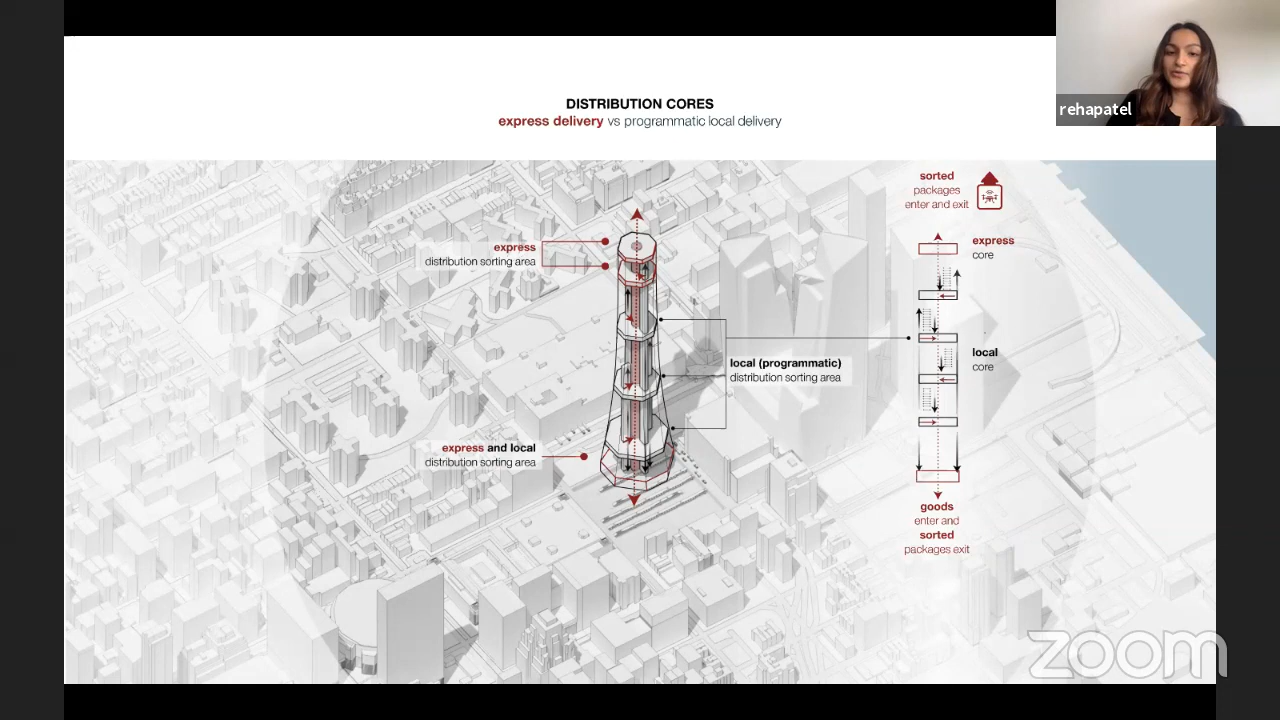 rehapatel
DISTRIBUTION CORES
express delivery vs programmatic local delivery
sorted
packages
enter and exit
express
core
express
distribution sorting area
local
core
local (programmatic)
distribution sorting area
express and local
distribution sorting area
goods
enter and
sorted
packages exit
zoom